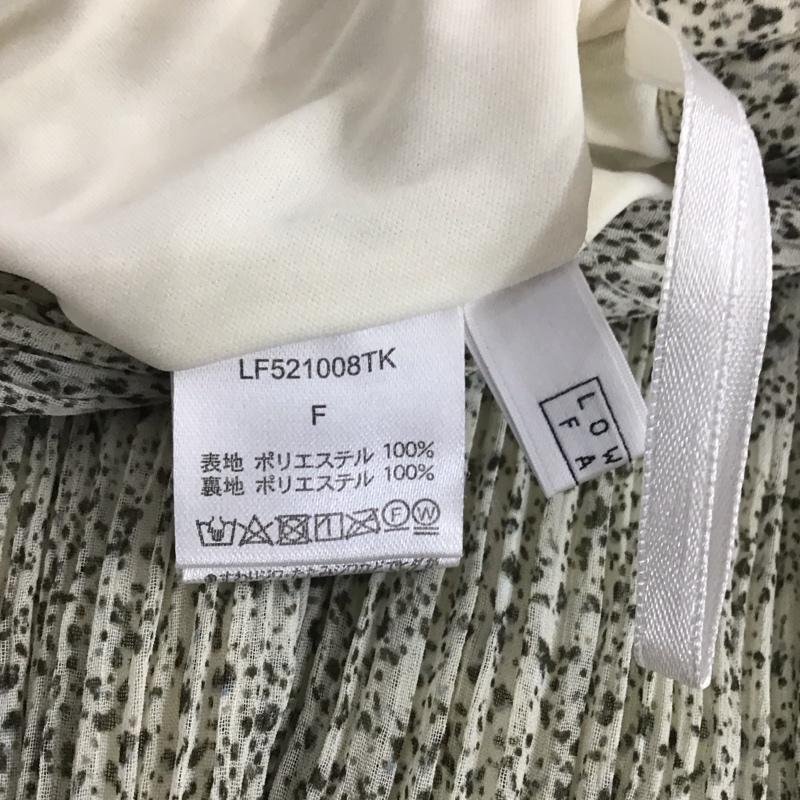 LF521008TK
F
表地 ポリエステル 100%
裏地 ポリエステル 100%
F W
LOW
FA